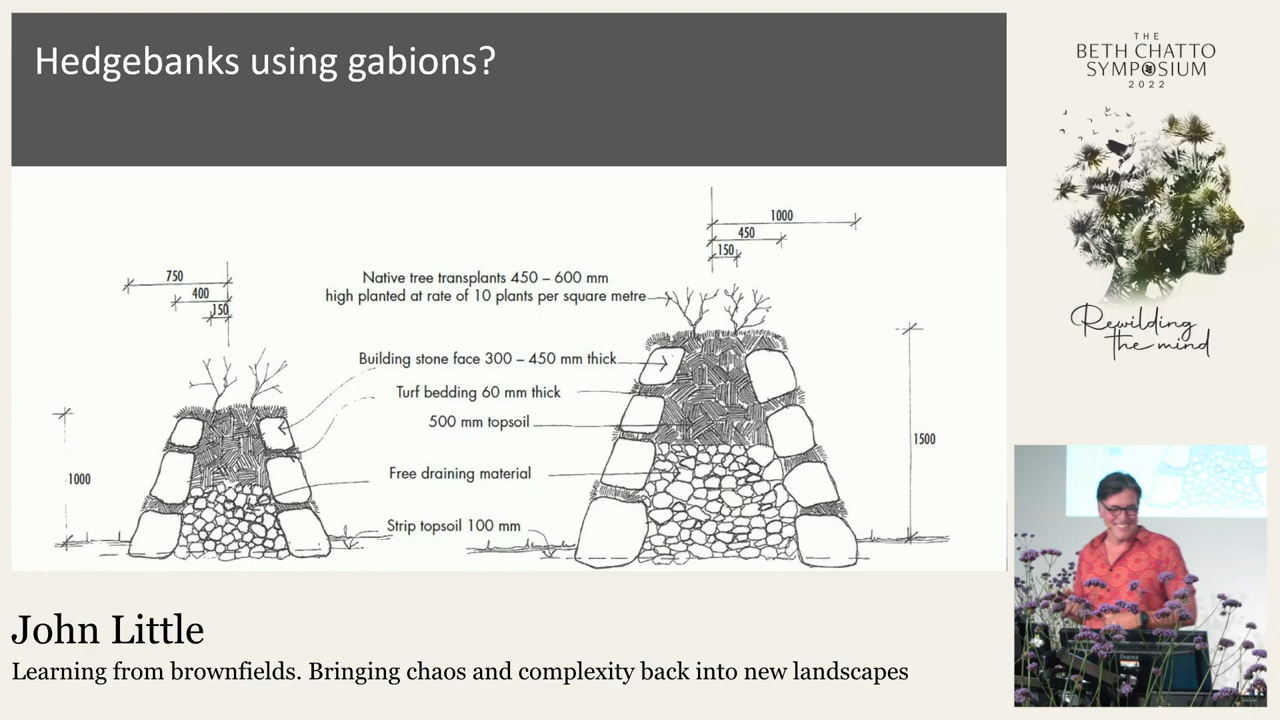 Hedgebanks using gabions?
THE
BETH CHATTO
SYMPOSIUM
2022
Rewilding
the mind
1000
450
150
750
400
150
Native tree transplants 450 – 600 mm
high planted at rate of 10 plants per square metre
Building stone face 300 – 450 mm thick
Turf bedding 60 mm thick
500 mm topsoil
Free draining material
Strip topsoil 100 mm
1000
1500
John Little
Learning from brownfields. Bringing chaos and complexity back into new landscapes